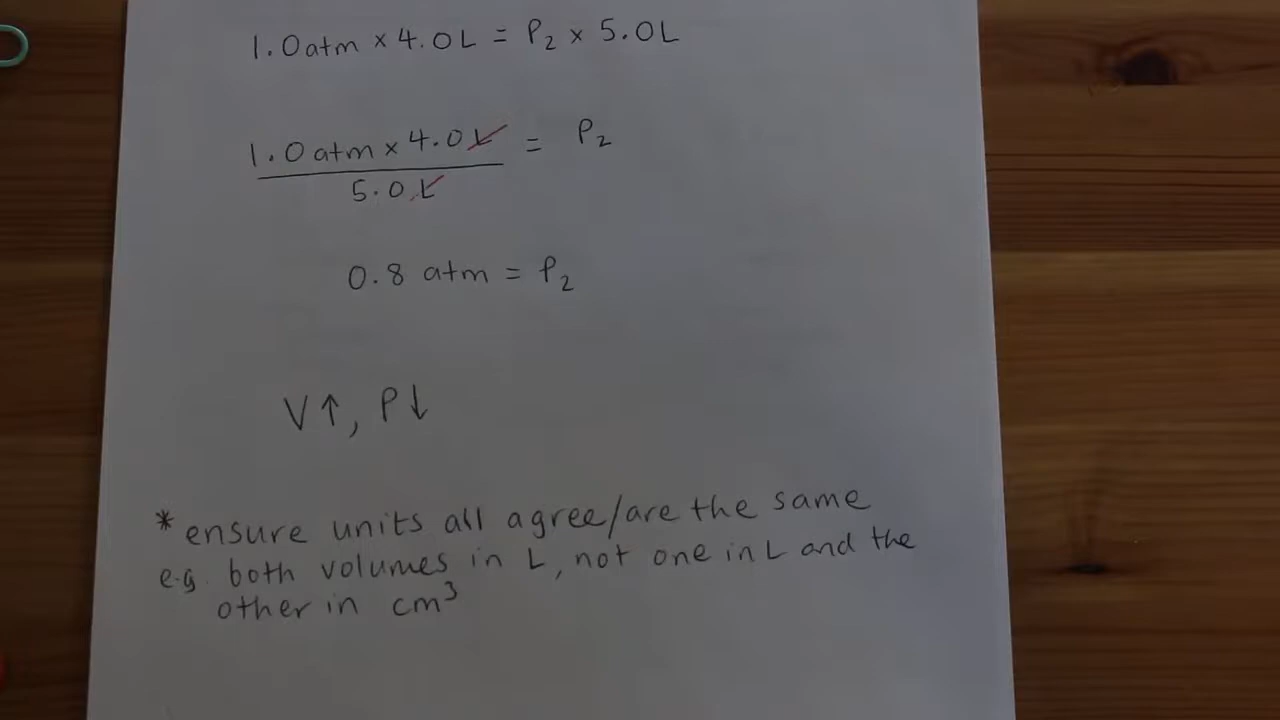 1.0atm × 4.0L = P₂ × 5.0L
1.0atm × 4.0L = P₂
5.0L
0.8 atm = P₂
V↑, P↓
* ensure units all agree/are the same
e.g. both volumes in L, not one in L and the
other in cm³